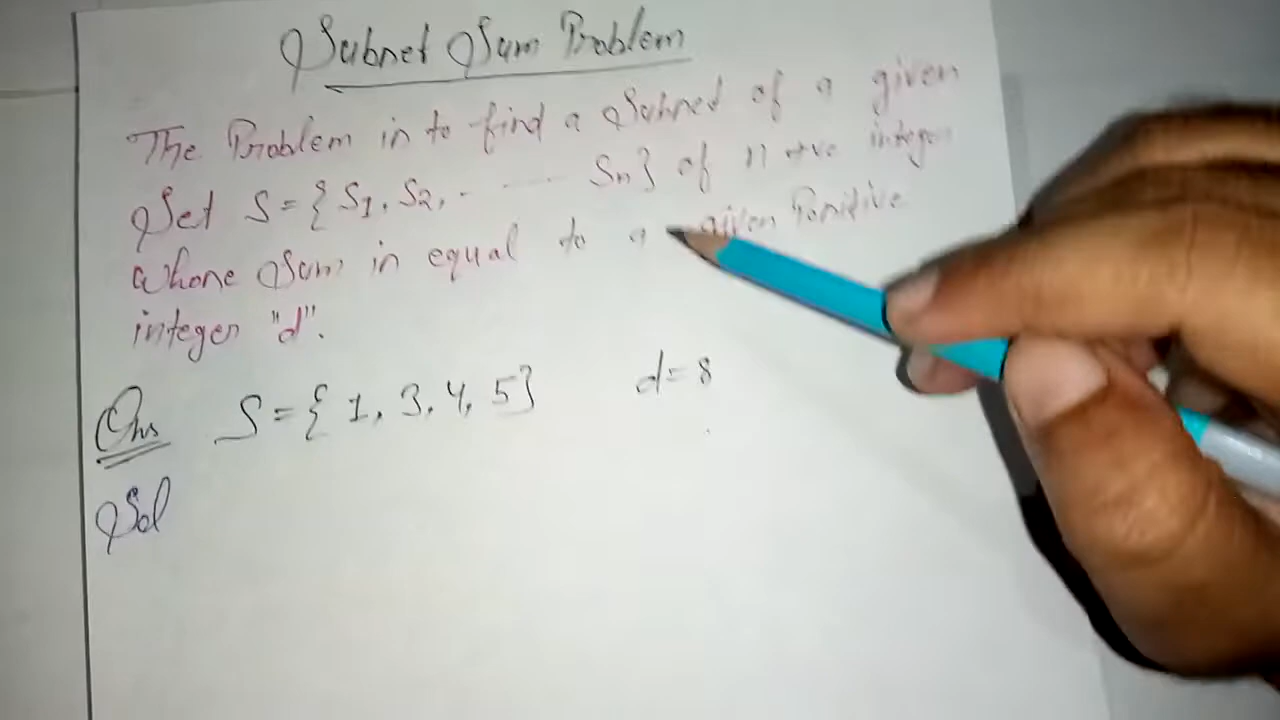 Subset Sum Problem
The Problem is to find a Subset of a given
Set S = { S1, S2, - ---- Sn} of n +ve integer
whose Sum is equal to a given Positive
integer "d".
Qns S = { 1, 3, 4, 5} d = 8
Sol